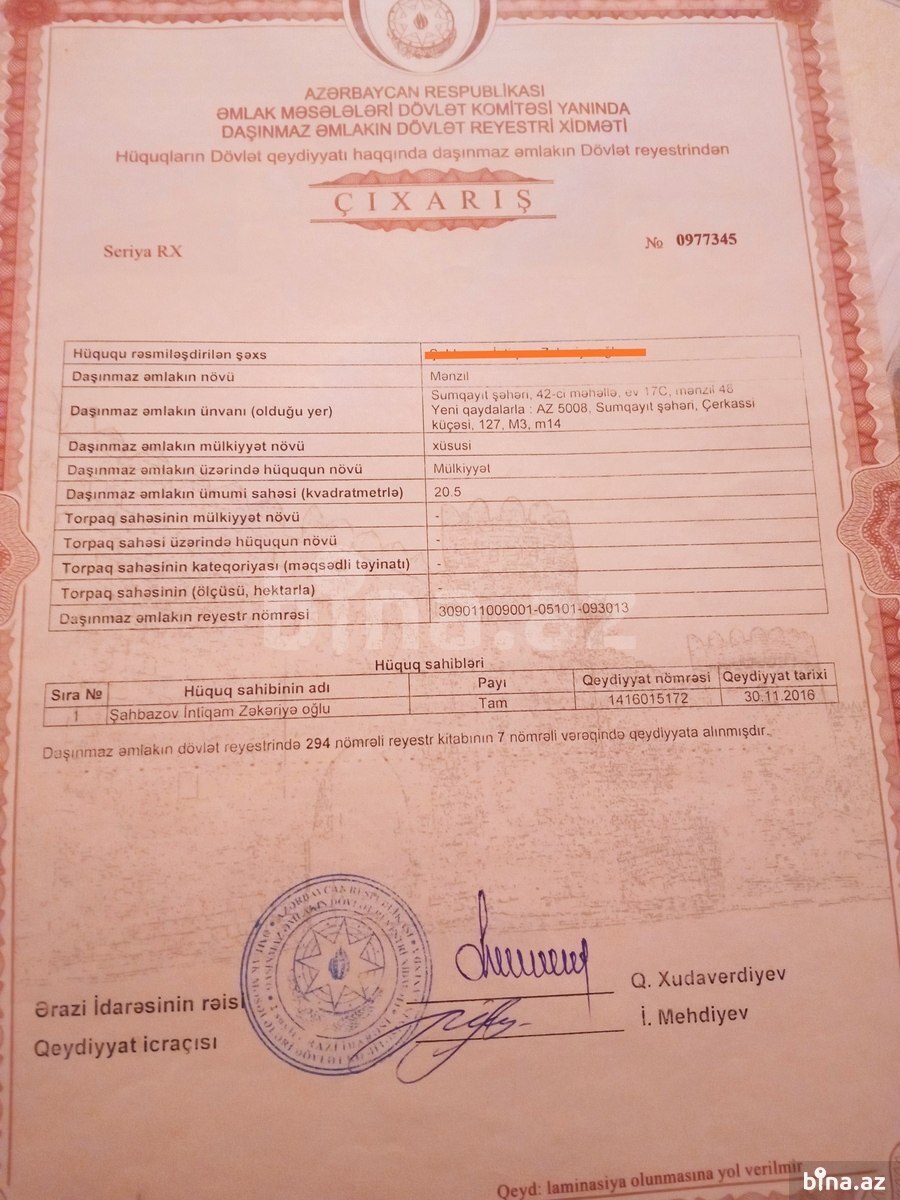 AZƏRBAYCAN RESPUBLİKASI
ƏMLAK MƏSƏLƏLƏRİ DÖVLƏT KOMİTƏSİ YANINDA
DAŞINMAZ ƏMLAKIN DÖVLƏT REYESTRİ XİDMƏTİ
Hüquqların Dövlət qeydiyyatı haqqında daşınmaz əmlakın Dövlət reyestrindən
ÇIXARIŞ
Seriya RX № 0977345
Hüququ rəsmiləşdirilən şəxs
Daşınmaz əmlakın növü Mənzil
Daşınmaz əmlakın ünvanı (olduğu yer) Sumqayıt şəhəri, 42-ci məhəllə, ev 17C, mənzil 48
Yeni qaydalarla : AZ 5008, Sumqayıt şəhəri, Çerkassi
küçəsi, 127, M3, m14
Daşınmaz əmlakın mülkiyyət növü xüsusi
Daşınmaz əmlakın üzərində hüququn növü Mülkiyyət
Daşınmaz əmlakın ümumi sahəsi (kvadratmetrlə) 20.5
Torpaq sahəsinin mülkiyyət növü -
Torpaq sahəsi üzərində hüququn növü -
Torpaq sahəsinin kateqoriyası (məqsədli təyinatı) -
Torpaq sahəsinin (ölçüsü, hektarla) -
Daşınmaz əmlakın reyestr nömrəsi 309011009001-05101-093013
bina.az
Hüquq sahibləri
Sıra № Hüquq sahibinin adı Payı Qeydiyyat nömrəsi Qeydiyyat tarixi
1 Şahbazov İntiqam Zəkəriyə oğlu Tam 1416015172 30.11.2016
Daşınmaz əmlakın dövlət reyestrində 294 nömrəli reyestr kitabının 7 nömrəli vərəqində qeydiyyata alınmışdır.
Ərazi İdarəsinin rəisi Q. Xudaverdiyev
Qeydiyyat icraçısı İ. Mehdiyev
Qeyd: laminasiya olunmasına yol verilmir
bina.az